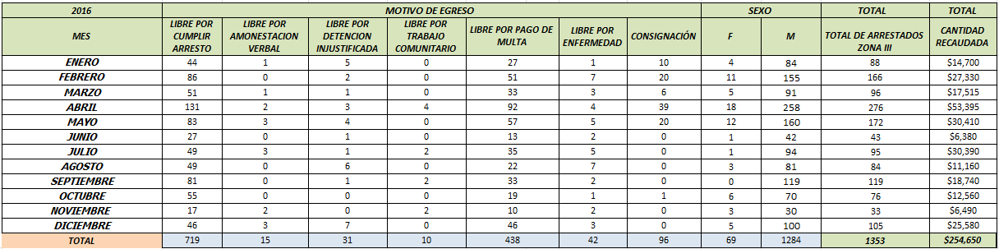 2016 MOTIVO DE EGRESO SEXO TOTAL TOTAL
MES LIBRE POR CUMPLIR ARRESTO LIBRE POR AMONESTACION VERBAL LIBRE POR DETENCION INJUSTIFICADA LIBRE POR TRABAJO COMUNITARIO LIBRE POR PAGO DE MULTA LIBRE POR ENFERMEDAD CONSIGNACIÓN F M TOTAL DE ARRESTADOS ZONA III CANTIDAD RECAUDADA
ENERO 44 1 5 0 27 1 10 4 84 88 $14,700
FEBRERO 86 0 2 0 51 7 20 11 155 166 $27,330
MARZO 51 1 1 0 33 3 6 5 91 96 $17,515
ABRIL 131 2 3 4 92 4 39 18 258 276 $53,395
MAYO 83 3 4 0 57 5 20 12 160 172 $30,410
JUNIO 27 0 1 0 13 2 0 1 42 43 $6,380
JULIO 49 3 1 2 35 5 0 1 94 95 $30,390
AGOSTO 49 0 6 0 22 7 0 3 81 84 $11,160
SEPTIEMBRE 81 0 1 2 33 2 0 0 119 119 $18,740
OCTUBRE 55 0 0 0 19 1 1 6 70 76 $12,560
NOVIEMBRE 17 2 0 2 10 2 0 3 30 33 $6,490
DICIEMBRE 46 3 7 0 46 3 0 5 100 105 $25,580
TOTAL 719 15 31 10 438 42 96 69 1284 1353 $254,650